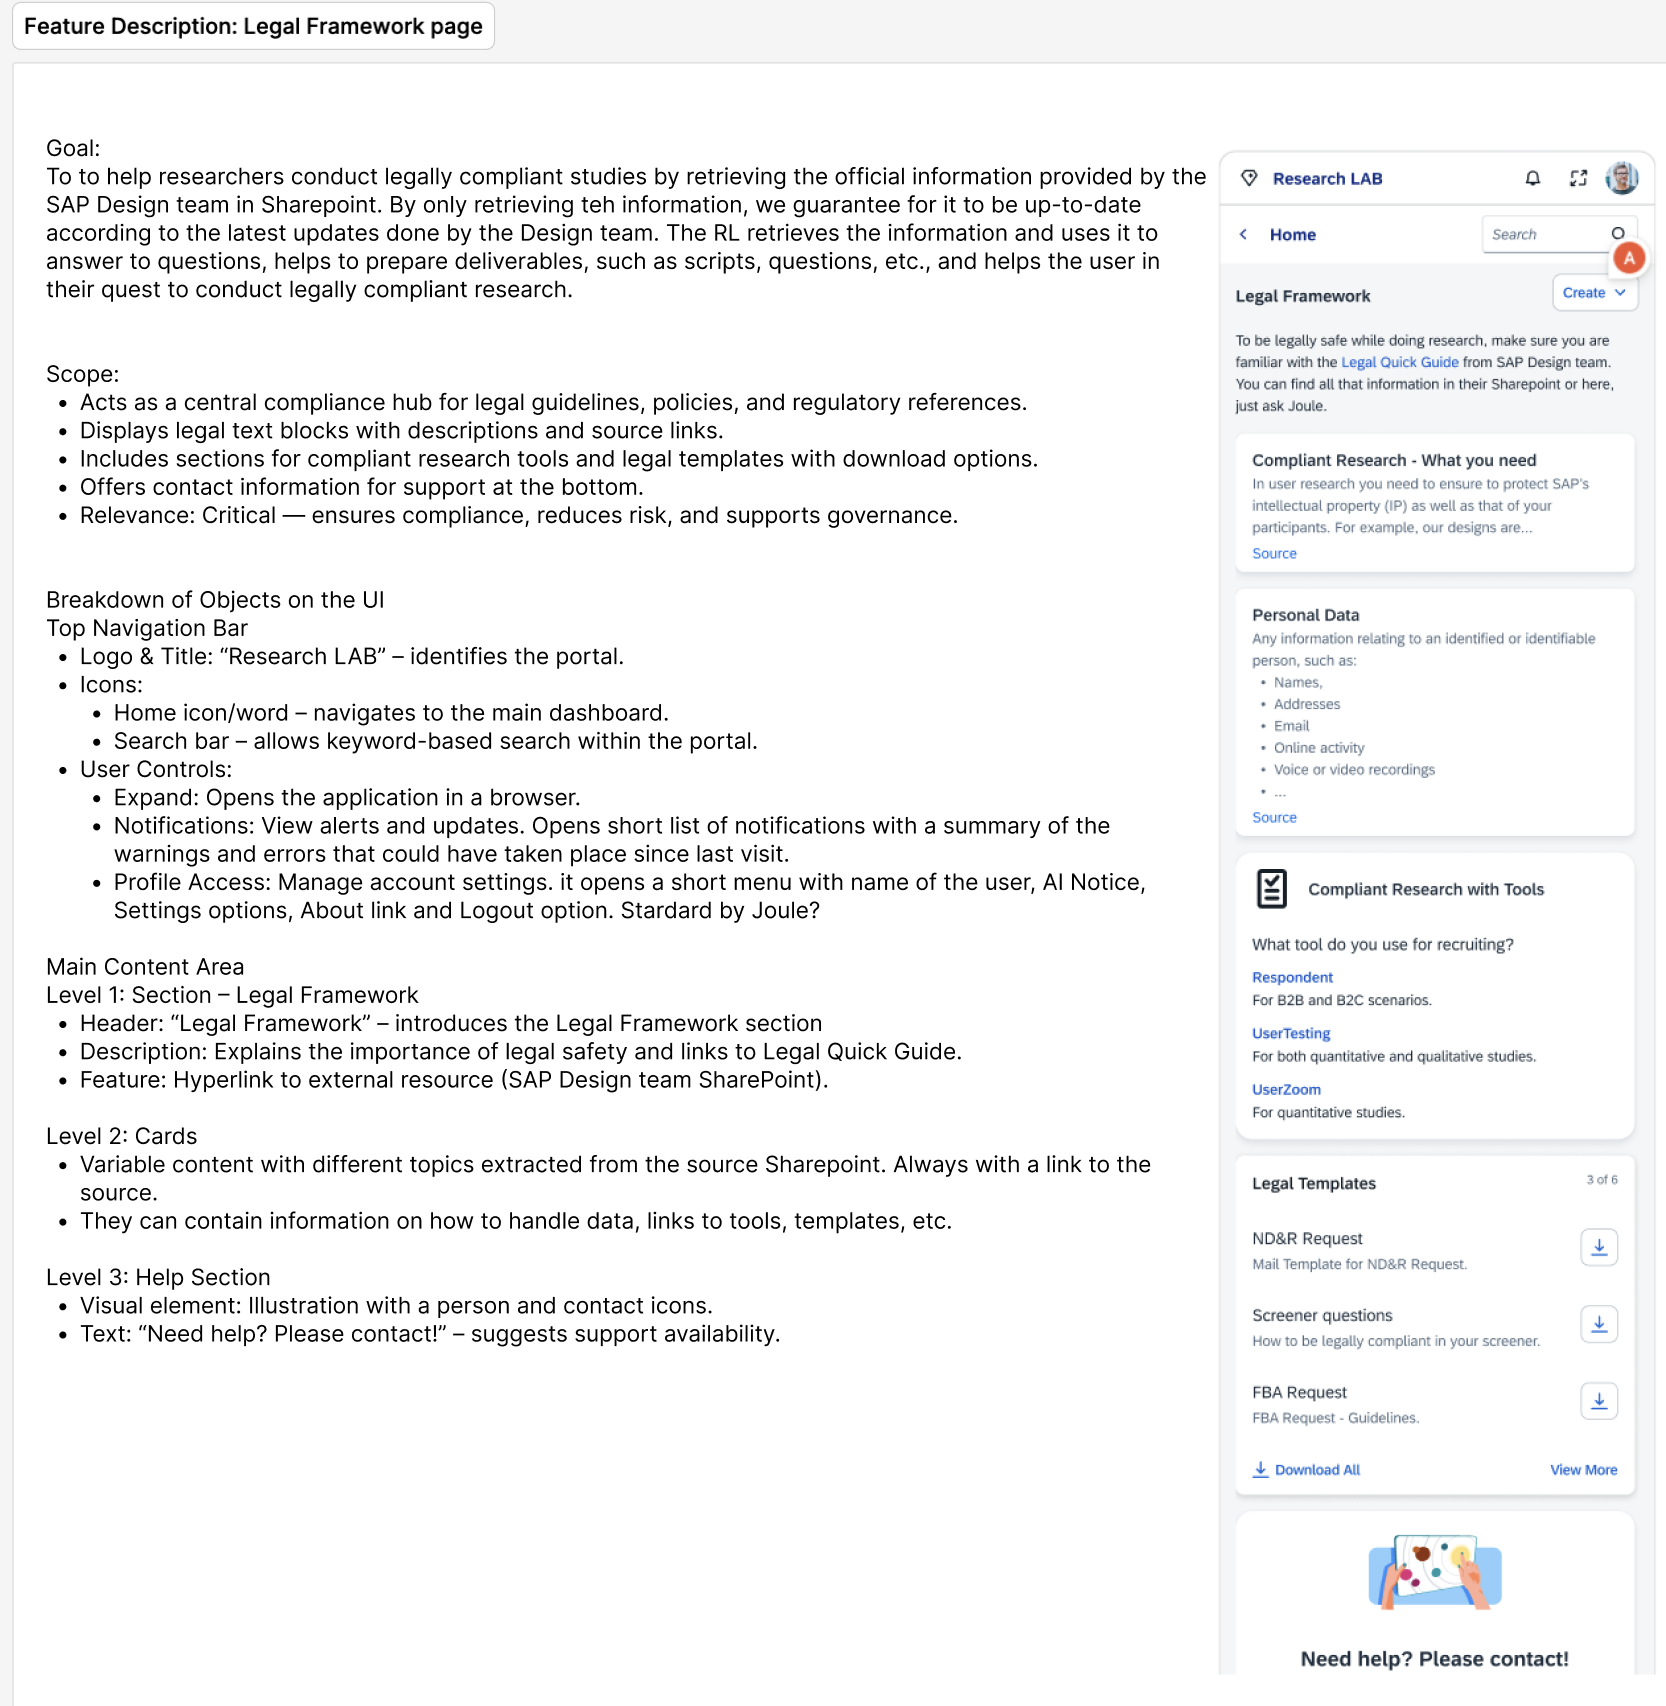 Feature Description: Legal Framework page
Goal:
To to help researchers conduct legally compliant studies by retrieving the official information provided by the
SAP Design team in Sharepoint. By only retrieving teh information, we guarantee for it to be up-to-date
according to the latest updates done by the Design team. The RL retrieves the information and uses it to
answer to questions, helps to prepare deliverables, such as scripts, questions, etc., and helps the user in
their quest to conduct legally compliant research.
Scope:
• Acts as a central compliance hub for legal guidelines, policies, and regulatory references.
• Displays legal text blocks with descriptions and source links.
• Includes sections for compliant research tools and legal templates with download options.
• Offers contact information for support at the bottom.
• Relevance: Critical — ensures compliance, reduces risk, and supports governance.
Breakdown of Objects on the UI
Top Navigation Bar
• Logo & Title: “Research LAB” – identifies the portal.
• Icons:
• Home icon/word – navigates to the main dashboard.
• Search bar – allows keyword-based search within the portal.
• User Controls:
• Expand: Opens the application in a browser.
• Notifications: View alerts and updates. Opens short list of notifications with a summary of the
warnings and errors that could have taken place since last visit.
• Profile Access: Manage account settings. it opens a short menu with name of the user, AI Notice,
Settings options, About link and Logout option. Stardard by Joule?
Main Content Area
Level 1: Section – Legal Framework
• Header: “Legal Framework” – introduces the Legal Framework section
• Description: Explains the importance of legal safety and links to Legal Quick Guide.
• Feature: Hyperlink to external resource (SAP Design team SharePoint).
Level 2: Cards
• Variable content with different topics extracted from the source Sharepoint. Always with a link to the
source.
• They can contain information on how to handle data, links to tools, templates, etc.
Level 3: Help Section
• Visual element: Illustration with a person and contact icons.
• Text: “Need help? Please contact!” – suggests support availability.
Research LAB
Home
Search
A
Legal Framework
Create
To be legally safe while doing research, make sure you are
familiar with the Legal Quick Guide from SAP Design team.
You can find all that information in their Sharepoint or here,
just ask Joule.
Compliant Research - What you need
In user research you need to ensure to protect SAP's
intellectual property (IP) as well as that of your
participants. For example, our designs are...
Source
Personal Data
Any information relating to an identified or identifiable
person, such as:
• Names,
• Addresses
• Email
• Online activity
• Voice or video recordings
• ...
Source
Compliant Research with Tools
What tool do you use for recruiting?
Respondent
For B2B and B2C scenarios.
UserTesting
For both quantitative and qualitative studies.
UserZoom
For quantitative studies.
Legal Templates
3 of 6
ND&R Request
Mail Template for ND&R Request.
Screener questions
How to be legally compliant in your screener.
FBA Request
FBA Request - Guidelines.
Download All
View More
Need help? Please contact!